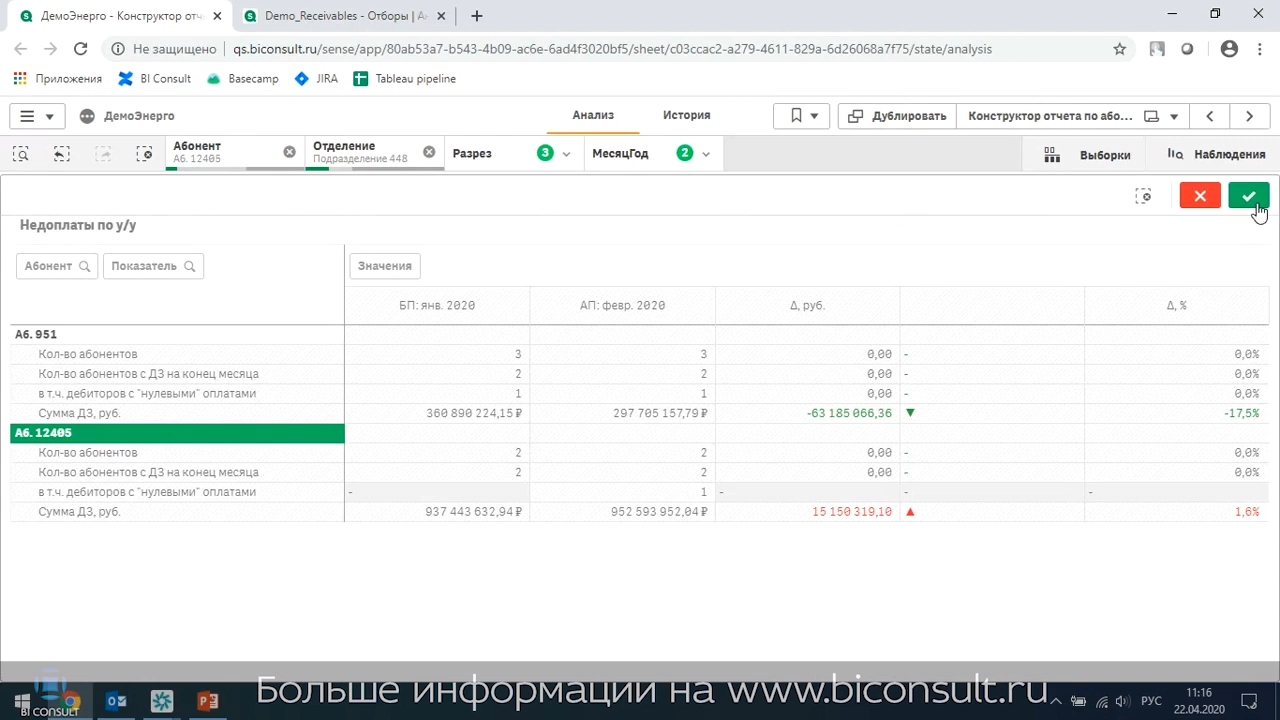 ДемоЭнерго - Конструктор отче
Demo_Receivables - Отборы | Ан
Не защищено
qs.biconsult.ru/sense/app/80ab53a7-b543-4b09-ac6e-6ad4f3020bf5/sheet/c03ccac2-a279-4611-829a-6d26068a7f75/state/analysis
Приложения BI Consult Basecamp JIRA Tableau pipeline
ДемоЭнерго Анализ История Дублировать Конструктор отчета по або...
Абонент
Аб. 12405
Отделение
Подразделение 448
Разрез 3 МесяцГод 2 Выборки Наблюдения
Недоплаты по у/у
Абонент Показатель Значения
БП: янв. 2020 АП: февр. 2020 Δ, руб. Δ, %
Аб. 951
Кол-во абонентов 3 3 0,00 - 0,0%
Кол-во абонентов с ДЗ на конец месяца 2 2 0,00 - 0,0%
в т.ч. дебиторов с "нулевыми" оплатами 1 1 0,00 - 0,0%
Сумма ДЗ, руб. 360 890 224,15 ₽ 297 705 157,79 ₽ -63 185 066,36 ▼ -17,5%
Аб. 12405
Кол-во абонентов 2 2 0,00 - 0,0%
Кол-во абонентов с ДЗ на конец месяца 2 2 0,00 - 0,0%
в т.ч. дебиторов с "нулевыми" оплатами - 1 - - -
Сумма ДЗ, руб. 937 443 632,94 ₽ 952 593 952,04 ₽ 15 150 319,10 ▲ 1,6%
Больше информации на www.biconsult.ru
BI CONSULT
РУС
11:16
22.04.2020